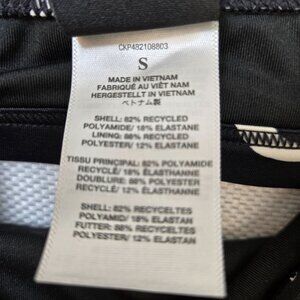 CKP482108803
S
MADE IN VIETNAM
FABRIQUÉ AU VIÊT NAM
HERGESTELLT IN VIETNAM
ベトナム製
SHELL: 82% RECYCLED
POLYAMIDE/ 18% ELASTANE
LINING: 88% RECYCLED
POLYESTER/ 12% ELASTANE
TISSU PRINCIPAL: 82% POLYAMIDE
RECYCLÉ/ 18% ÉLASTHANNE
DOUBLURE: 88% POLYESTER
RECYCLÉ/ 12% ÉLASTHANNE
SHELL: 82% RECYCELTES
POLYAMID/ 18% ELASTAN
FUTTER: 88% RECYCELTES
POLYESTER/ 12% ELASTAN